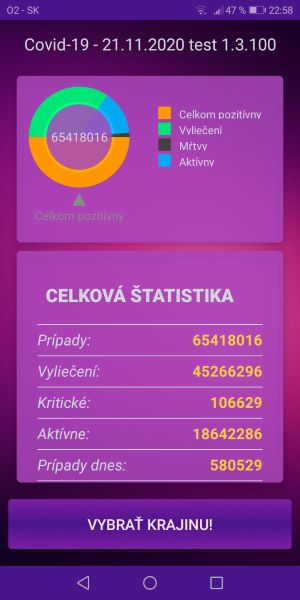 O2 - SK 47 % 22:58
Covid-19 - 21.11.2020 test 1.3.100
65418016
Celkom pozitívny
Vyliečení
Mŕtvy
Aktívny
Celkom pozitívny
CELKOVÁ ŠTATISTIKA
Prípady: 65418016
Vyliečení: 45266296
Kritické: 106629
Aktívne: 18642286
Prípady dnes: 580529
VYBRAŤ KRAJINU!